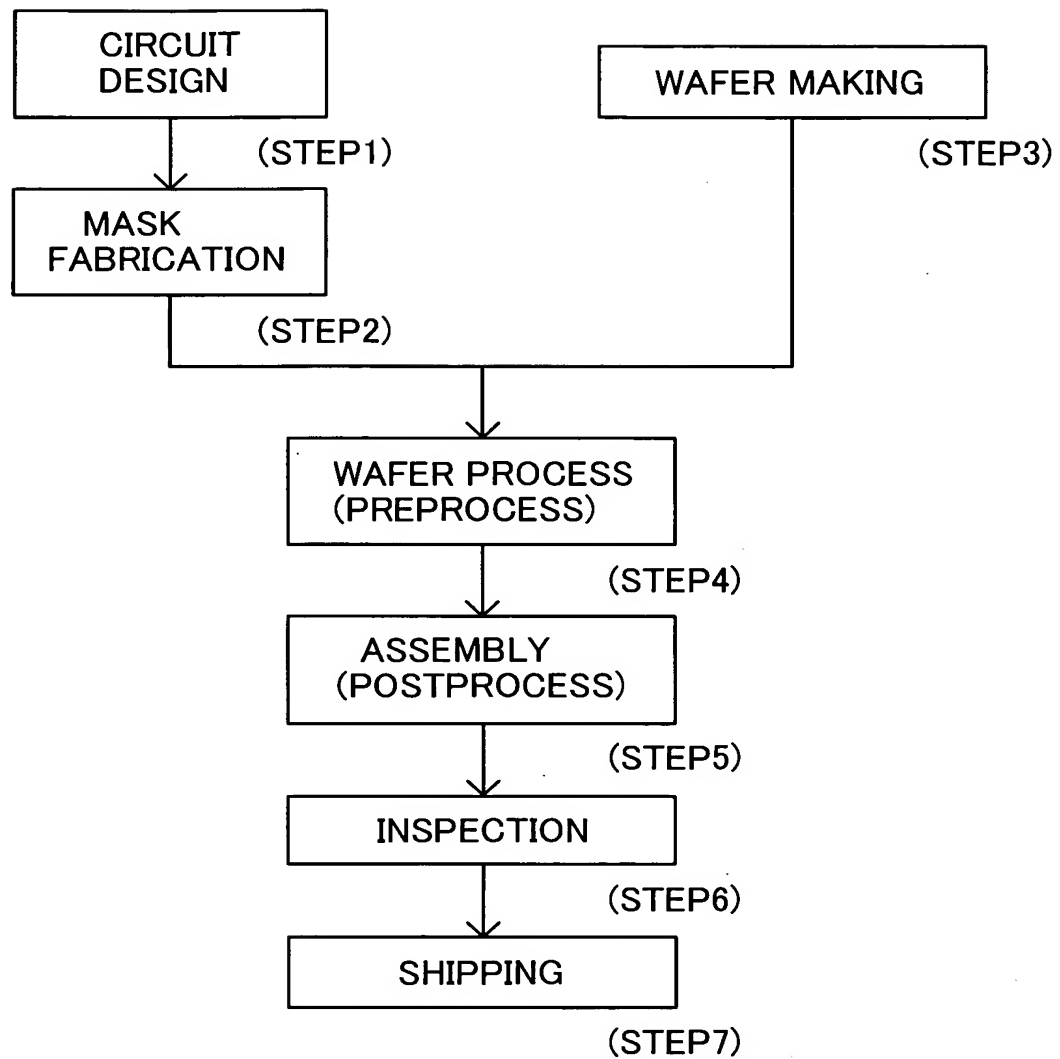 CIRCUIT
DESIGN
(STEP1)
MASK
FABRICATION
(STEP2)
WAFER MAKING
(STEP3)
WAFER PROCESS
(PREPROCESS)
(STEP4)
ASSEMBLY
(POSTPROCESS)
(STEP5)
INSPECTION
(STEP6)
SHIPPING
(STEP7)